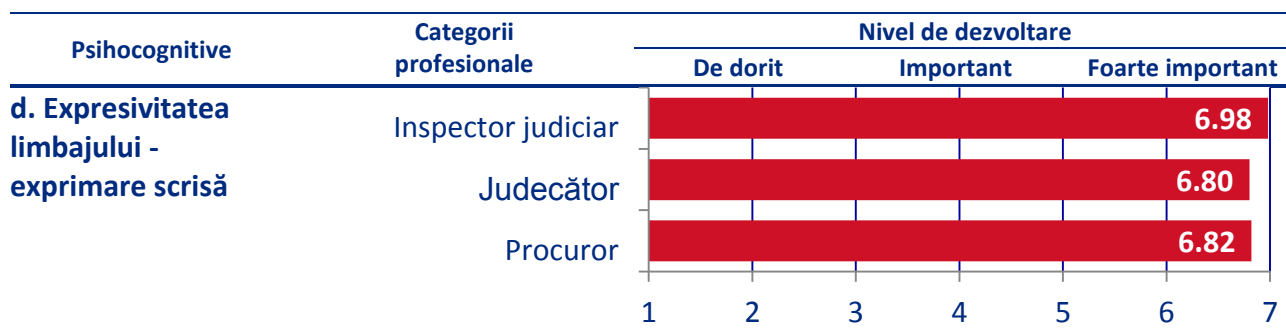 Psihocognitive
Categorii
profesionale
Nivel de dezvoltare
De dorit Important Foarte important
d. Expresivitatea
limbajului -
exprimare scrisă
Inspector judiciar 6.98
Judecător 6.80
Procuror 6.82
1 2 3 4 5 6 7